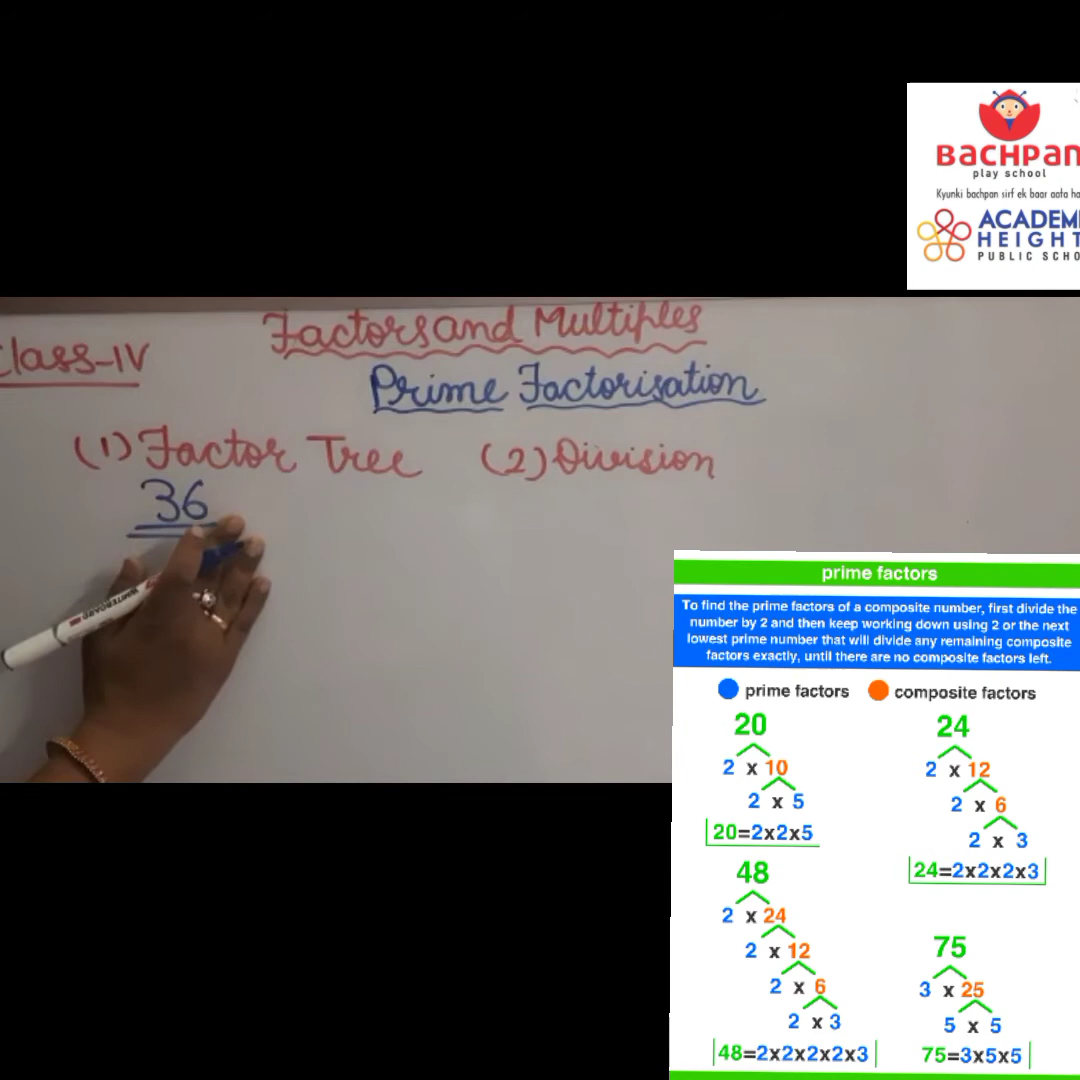 BACHPAN
play school
Kyunki bachpan sirf ek baar aata ha
ACADEMI
HEIGHT
PUBLIC SCHO
Class-IV
Factors and Multiples
Prime Factorisation
(1) Factor Tree (2) Division
36
WHITEBOARD
prime factors
To find the prime factors of a composite number, first divide the
number by 2 and then keep working down using 2 or the next
lowest prime number that will divide any remaining composite
factors exactly, until there are no composite factors left.
prime factors composite factors
20
2 x 10
2 x 5
20=2x2x5
24
2 x 12
2 x 6
2 x 3
24=2x2x2x3
48
2 x 24
2 x 12
2 x 6
2 x 3
48=2x2x2x2x3
75
3 x 25
5 x 5
75=3x5x5